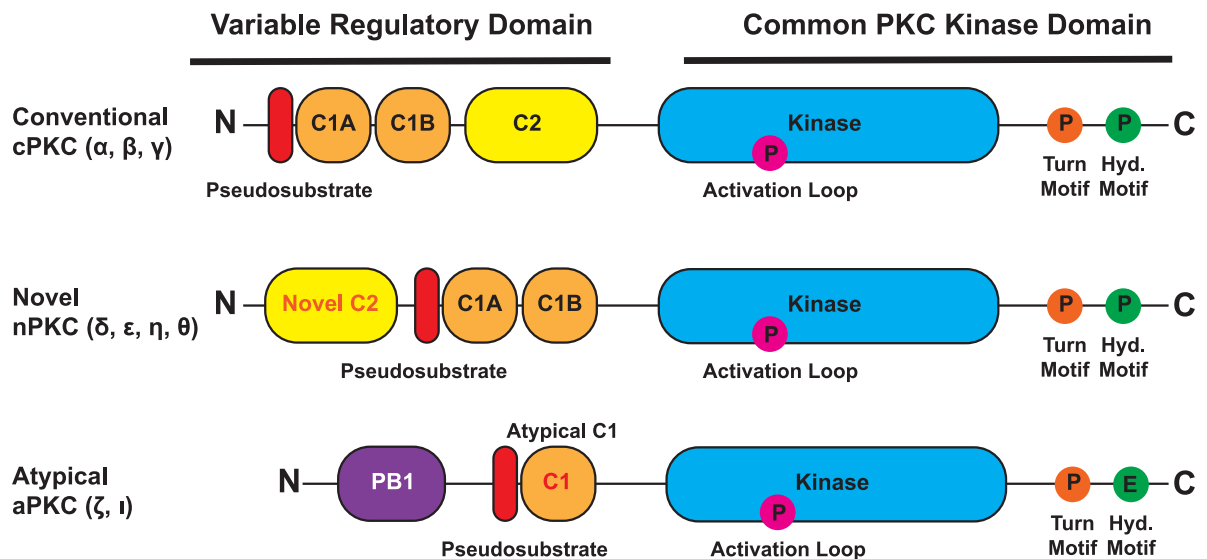 Variable Regulatory Domain
Common PKC Kinase Domain
Conventional
cPKC (α, β, γ)
N
C1A
C1B
C2
Kinase
P
P
P
C
Pseudosubstrate
Activation Loop
Turn
Motif
Hyd.
Motif
Novel
nPKC (δ, ε, η, θ)
N
Novel C2
C1A
C1B
Kinase
P
P
P
C
Pseudosubstrate
Activation Loop
Turn
Motif
Hyd.
Motif
Atypical
aPKC (ζ, ι)
N
PB1
Atypical C1
C1
Kinase
P
P
E
C
Pseudosubstrate
Activation Loop
Turn
Motif
Hyd.
Motif